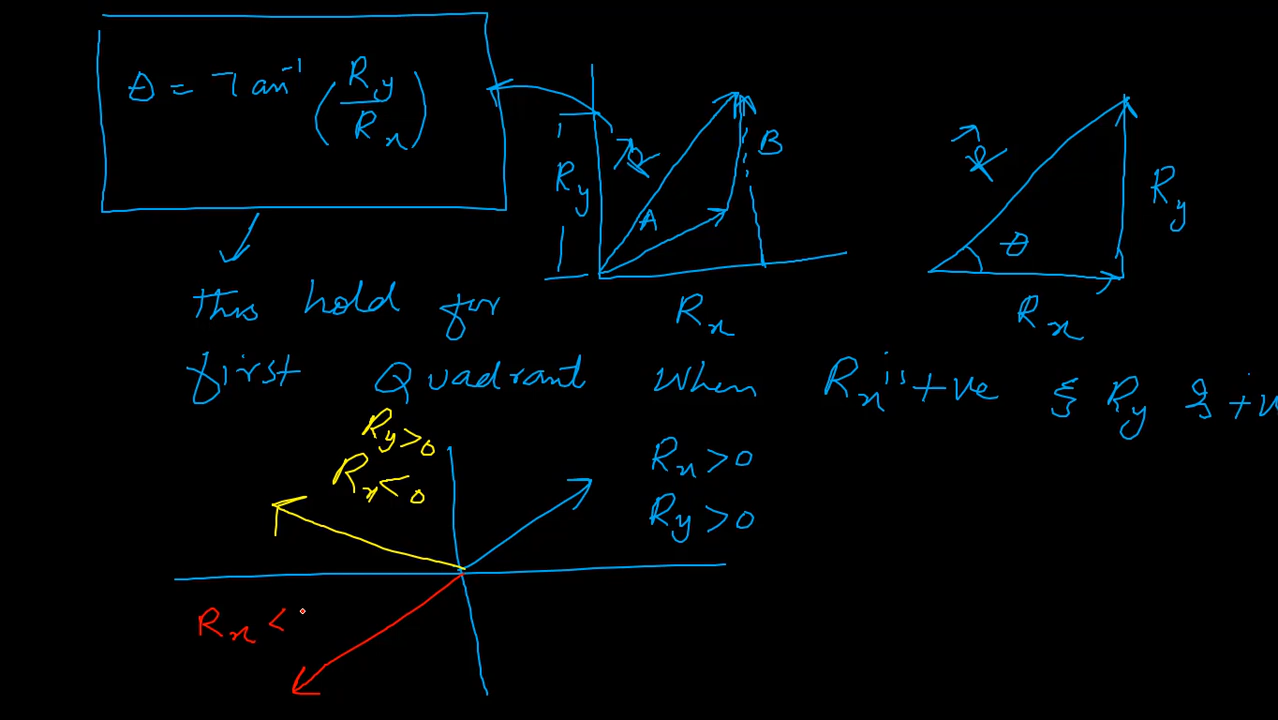 θ = Tan⁻¹ (Ry/Rx)
R
Ry
A
B
Rx
R
θ
Ry
Rx
this hold for
first Quadrant When Rx is +ve & Ry is +v
Ry>0
Rx<0
Rx>0
Ry>0
Rx <